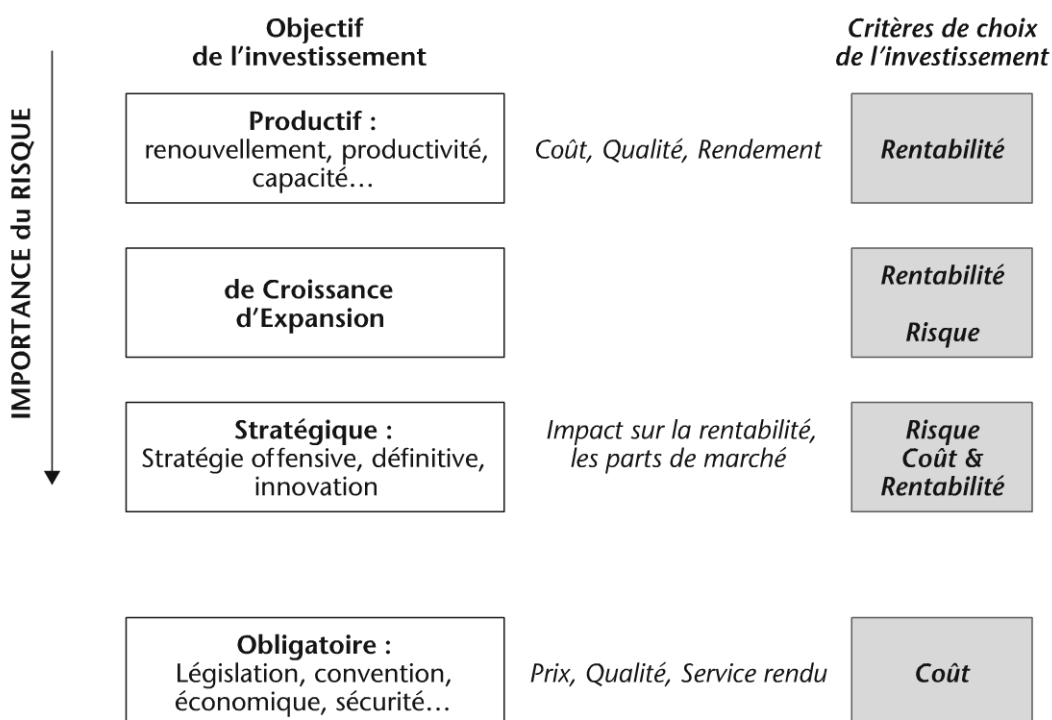 Objectif
de l’investissement
Critères de choix
de l’investissement
IMPORTANCE du RISQUE
Productif :
renouvellement, productivité,
capacité…
Coût, Qualité, Rendement
Rentabilité
de Croissance
d’Expansion
Rentabilité
Risque
Stratégique :
Stratégie offensive, définitive,
innovation
Impact sur la rentabilité,
les parts de marché
Risque
Coût &
Rentabilité
Obligatoire :
Législation, convention,
économique, sécurité…
Prix, Qualité, Service rendu
Coût